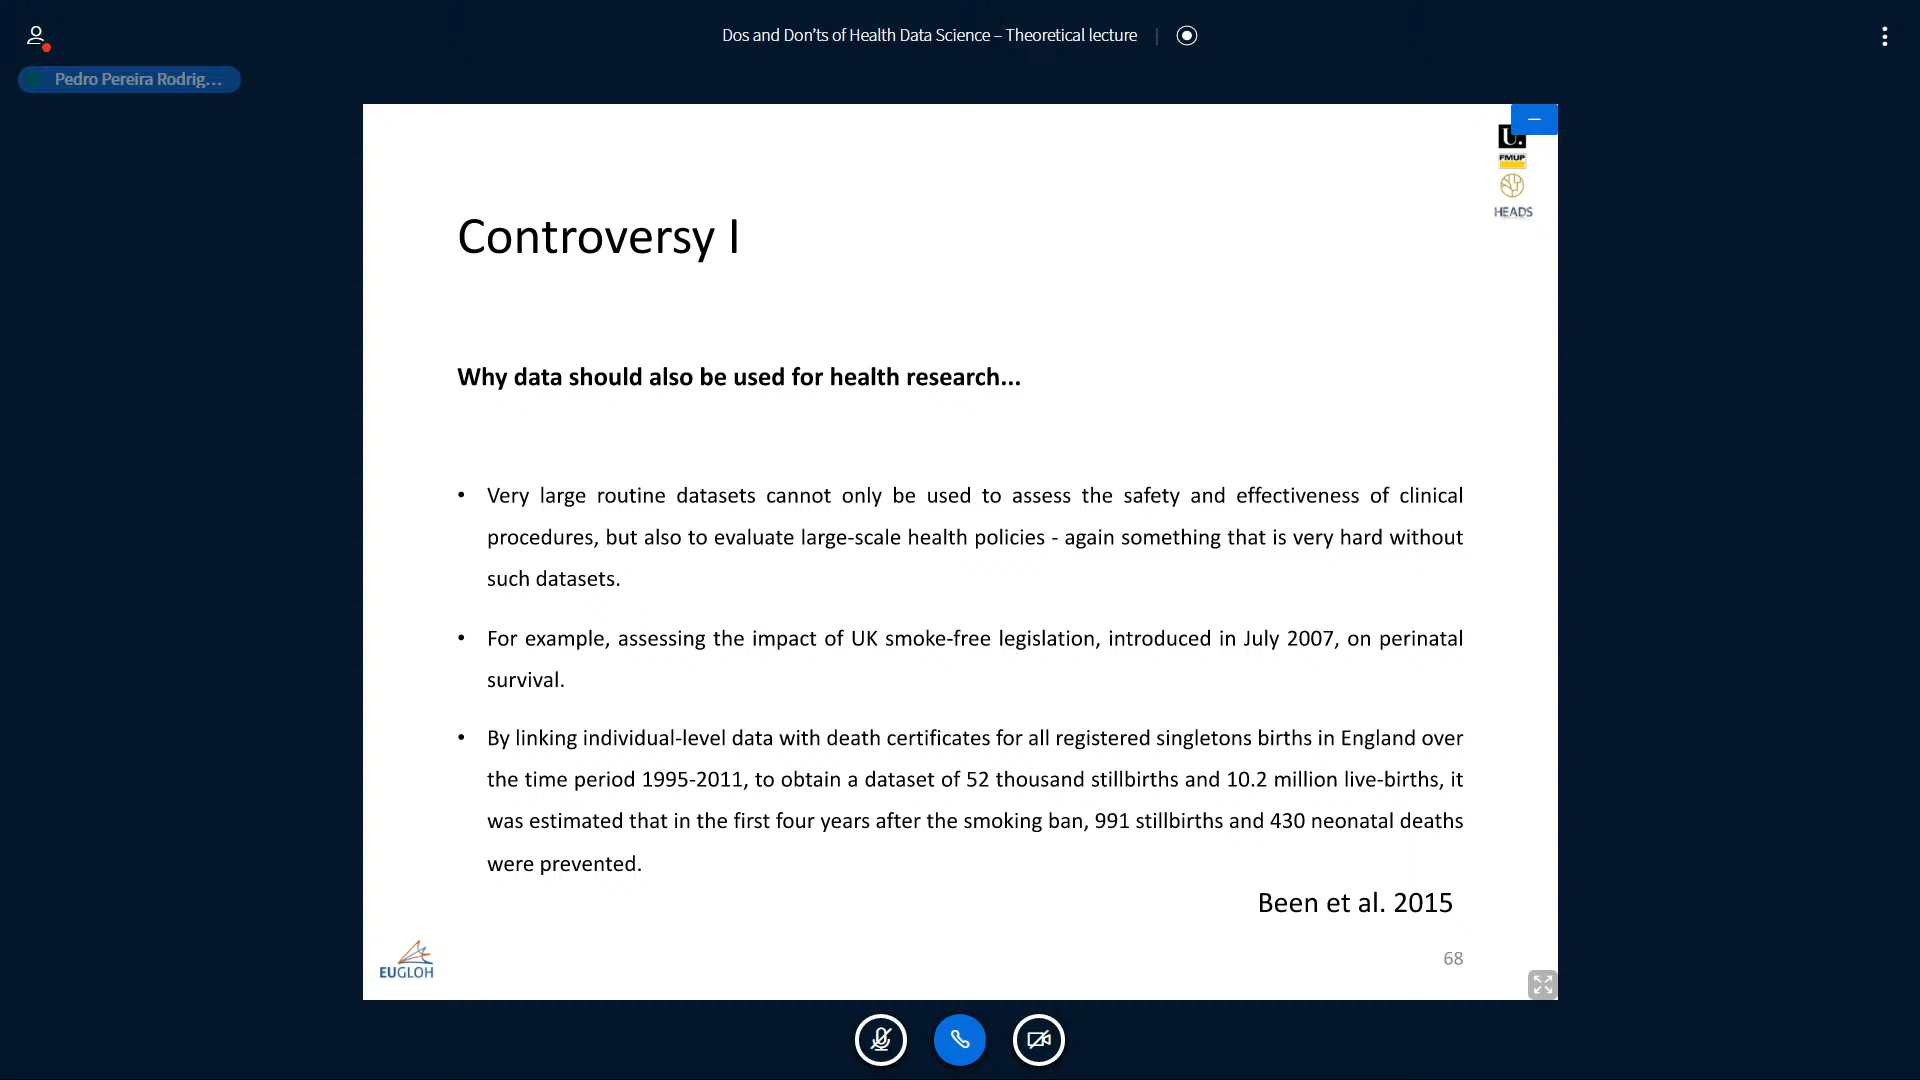 Dos and Don’ts of Health Data Science – Theoretical lecture
Pedro Pereira Rodrig...
U.
FMUP
HEADS
Controversy I
Why data should also be used for health research...
• Very large routine datasets cannot only be used to assess the safety and effectiveness of clinical
procedures, but also to evaluate large-scale health policies - again something that is very hard without
such datasets.
• For example, assessing the impact of UK smoke-free legislation, introduced in July 2007, on perinatal
survival.
• By linking individual-level data with death certificates for all registered singletons births in England over
the time period 1995-2011, to obtain a dataset of 52 thousand stillbirths and 10.2 million live-births, it
was estimated that in the first four years after the smoking ban, 991 stillbirths and 430 neonatal deaths
were prevented.
Been et al. 2015
EUGLOH
68